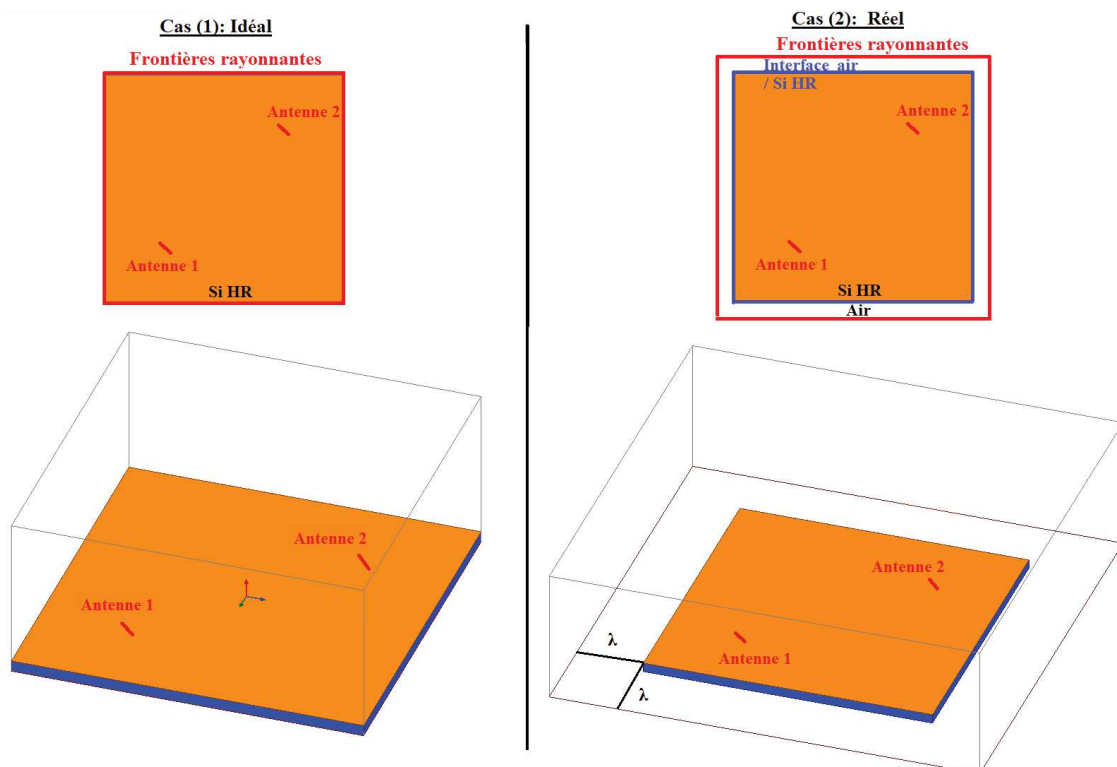 Cas (1): Idéal
Frontières rayonnantes
Antenne 2
Antenne 1
Si HR
Antenne 2
Antenne 1
Cas (2): Réel
Frontières rayonnantes
Interface air
/ Si HR
Antenne 2
Antenne 1
Si HR
Air
Antenne 2
Antenne 1
λ
λ